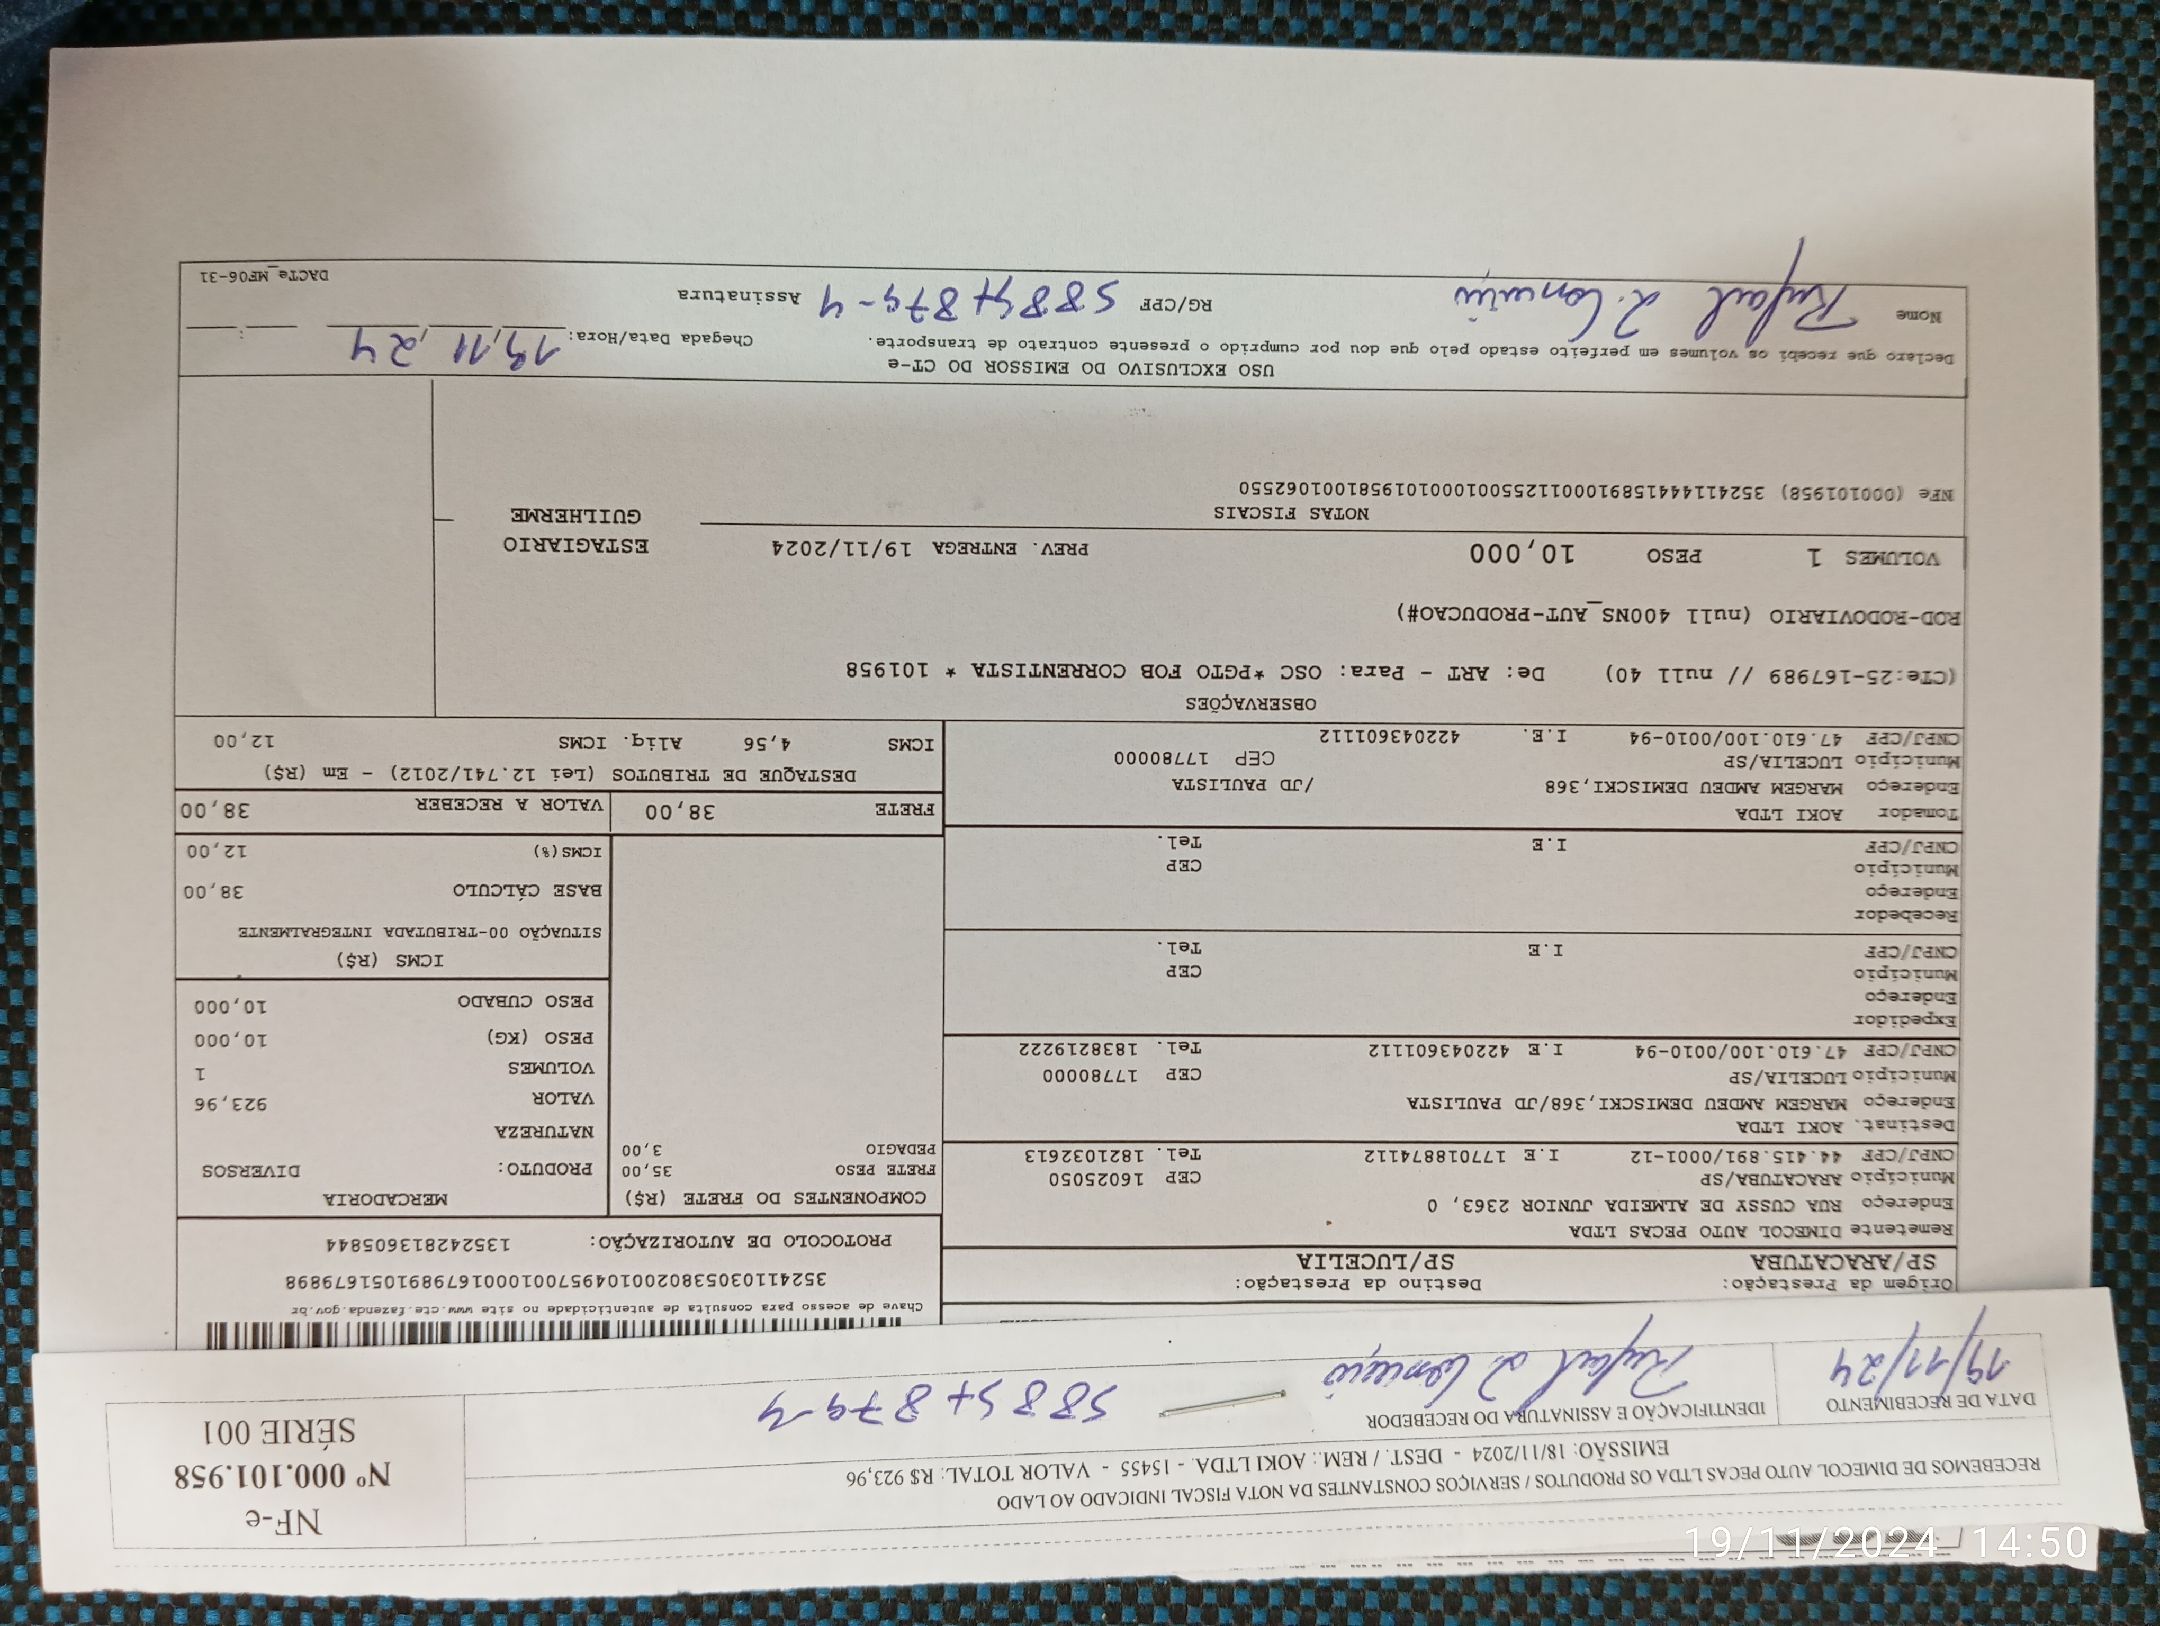 RECEBEMOS DE DIMECOL AUTO PECAS LTDA OS PRODUTOS / SERVIÇOS CONSTANTES DA NOTA FISCAL INDICADO AO LADO
EMISSÃO: 18/11/2024 - DEST. / REM.: AOKI LTDA. - 15455 - VALOR TOTAL: R$ 923,96
NF-e
Nº 000.101.958
SÉRIE 001
DATA DE RECEBIMENTO
19/11/24
IDENTIFICAÇÃO E ASSINATURA DO RECEBEDOR
Rafael
Chave de acesso para consulta de autenticidade no site www.cte.fazenda.gov.br
PROTOCOLO DE AUTORIZAÇÃO: 135242813605844
Origem da Prestação: Destino da Prestação:
SP/ARACATUBA SP/LUCELIA
Remetente DIMECOL AUTO PECAS LTDA
Endereço RUA CUSSY DE ALMEIDA JUNIOR 2363, 0
Município ARACATUBA/SP CEP 16025050
CNPJ/CPF 44.415.891/0001-12 I.E 177018874112 Tel. 1821032613
Destinat. AOKI LTDA
Endereço MARGEM AMDEU DEMISCKI,368/JD PAULISTA
Município LUCELIA/SP CEP 17780000
CNPJ/CPF 47.610.100/0010-94 I.E 422043601112 Tel. 1838219222
Expedidor
Endereço
Município CEP
CNPJ/CPF I.E Tel.
Recebedor
Endereço
Município CEP
CNPJ/CPF I.E Tel.
Tomador AOKI LTDA
Endereço MARGEM AMDEU DEMISCKI,368 /JD PAULISTA
Município LUCELIA/SP CEP 17780000
CNPJ/CPF 47.610.100/0010-94 I.E. 422043601112
COMPONENTES DO FRETE (R$)
FRETE PESO 35,00
PEDAGIO 3,00
MERCADORIA
PRODUTO: DIVERSOS
NATUREZA
VALOR 923,96
VOLUMES 1
PESO (KG) 10,000
PESO CUBADO 10,000
ICMS (R$)
SITUAÇÃO 00-TRIBUTADA INTEGRALMENTE
BASE CÁLCULO 38,00
ICMS(%) 12,00
FRETE 38,00 VALOR A RECEBER 38,00
DESTAQUE DE TRIBUTOS (Lei 12.741/2012) - Em (R$)
ICMS 4,56 Aliq. ICMS 12,00
OBSERVAÇÕES
(CTe:25-167989 // null 40) De: ART - Para: OSC *PGTO FOB CORRENTISTA * 101958
ROD-RODOVIARIO (null 400NS_AUT-PRODUCAO#)
VOLUMES 1 PESO 10,000 PREV. ENTREGA 19/11/2024
ESTAGIARIO
GUILHERME
NOTAS FISCAIS
NFe (000101958) 35241144415891000112550010001019581001062550
USO EXCLUSIVO DO EMISSOR DO CT-e
Declaro que recebi os volumes em perfeito estado pelo que dou por cumprido o presente contrato de transporte.
Chegada Data/Hora: 19,11,24 :
Nome Rafael RG/CPF Assinatura
DACTe_MF06-31
19/11/2024 14:50